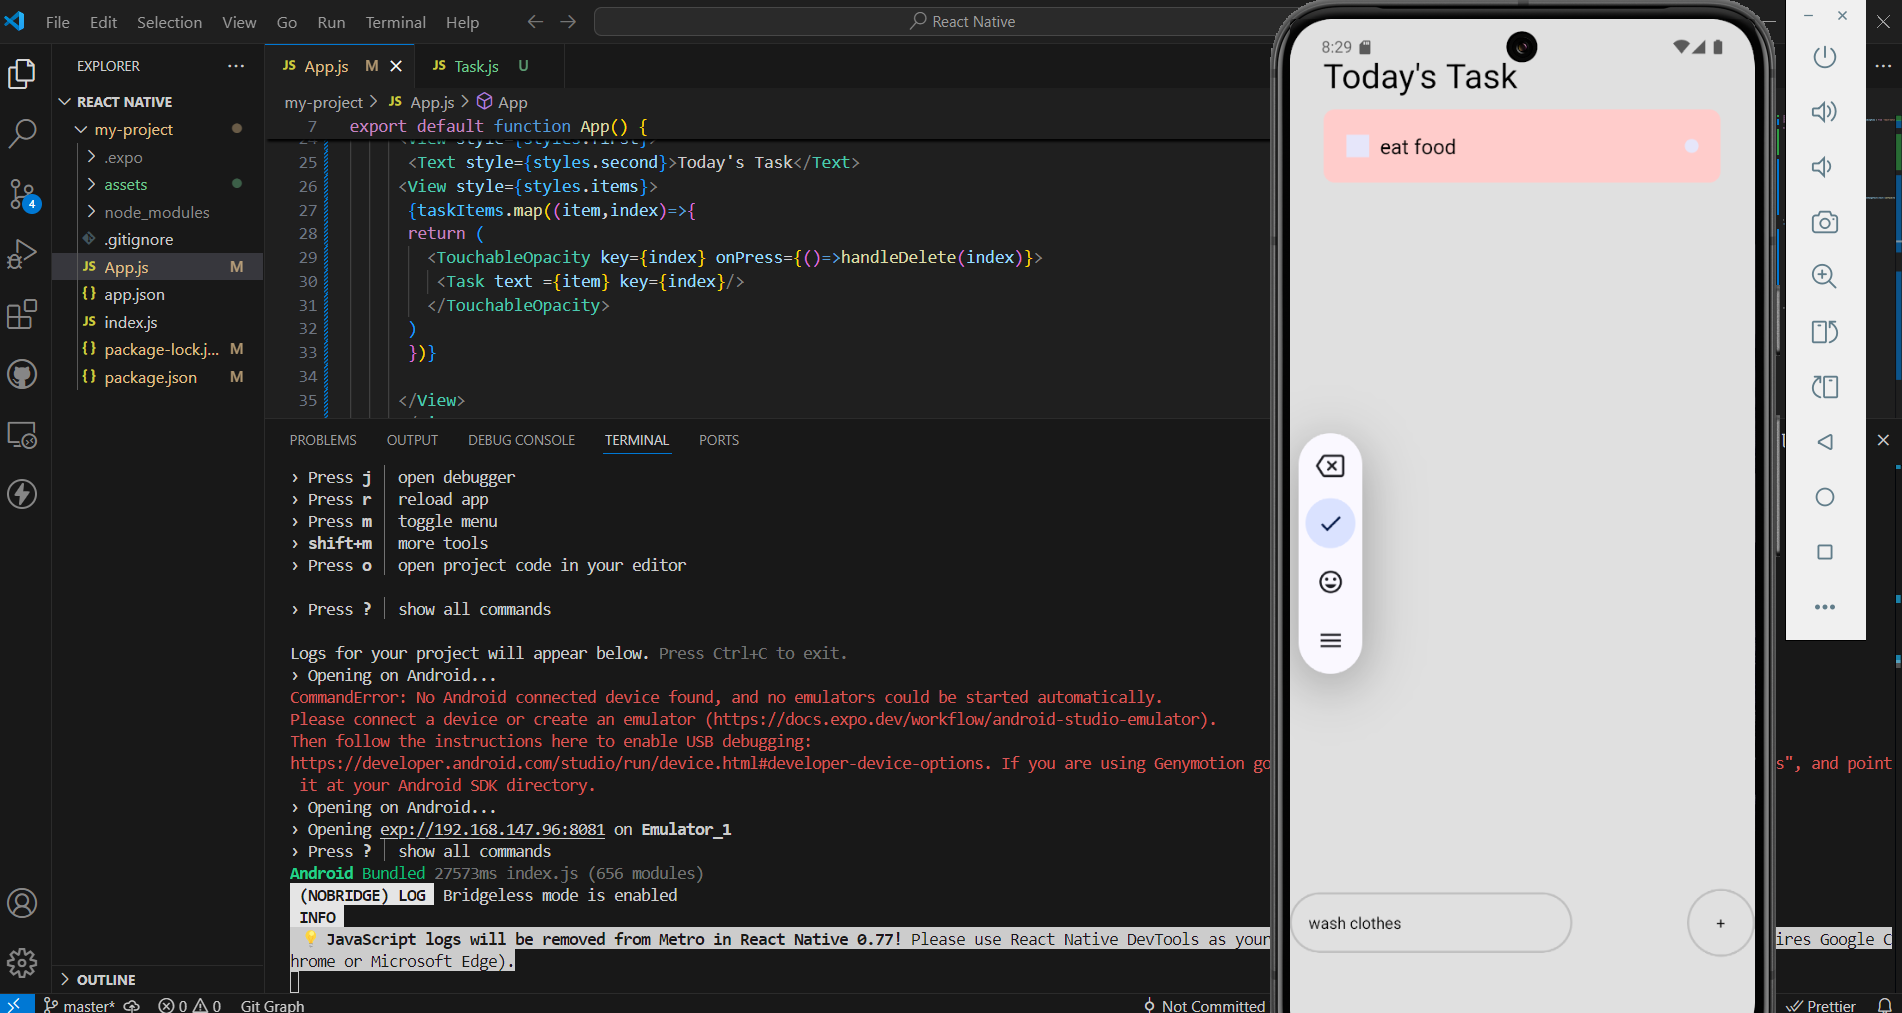 File Edit Selection View Go Run Terminal Help
React Native
EXPLORER
REACT NATIVE
my-project
.expo
assets
node_modules
.gitignore
JS App.js M
{} app.json
JS index.js
{} package-lock.j... M
{} package.json M
OUTLINE
4
JS App.js M
JS Task.js U
my-project > JS App.js > App
7 export default function App() {
25 <Text style={styles.second}>Today's Task</Text>
26 <View style={styles.items}>
27 {taskItems.map((item,index)=>{
28 return (
29 <TouchableOpacity key={index} onPress={()=>handleDelete(index)}>
30 <Task text ={item} key={index}/>
31 </TouchableOpacity>
32 )
33 })}
34
35 </View>
PROBLEMS OUTPUT DEBUG CONSOLE TERMINAL PORTS
› Press j │ open debugger
› Press r │ reload app
› Press m │ toggle menu
› shift+m │ more tools
› Press o │ open project code in your editor
› Press ? │ show all commands
Logs for your project will appear below. Press Ctrl+C to exit.
› Opening on Android...
CommandError: No Android connected device found, and no emulators could be started automatically.
Please connect a device or create an emulator (https://docs.expo.dev/workflow/android-studio-emulator).
Then follow the instructions here to enable USB debugging:
https://developer.android.com/studio/run/device.html#developer-device-options. If you are using Genymotion go
s", and point
it at your Android SDK directory.
› Opening on Android...
› Opening exp://192.168.147.96:8081 on Emulator_1
› Press ? │ show all commands
Android Bundled 27573ms index.js (656 modules)
(NOBRIDGE) LOG Bridgeless mode is enabled
INFO
💡 JavaScript logs will be removed from Metro in React Native 0.77! Please use React Native DevTools as your
ires Google C
hrome or Microsoft Edge).
master* 0 0 Git Graph
Not Committed
Prettier
8:29
Today's Task
eat food
wash clothes
+